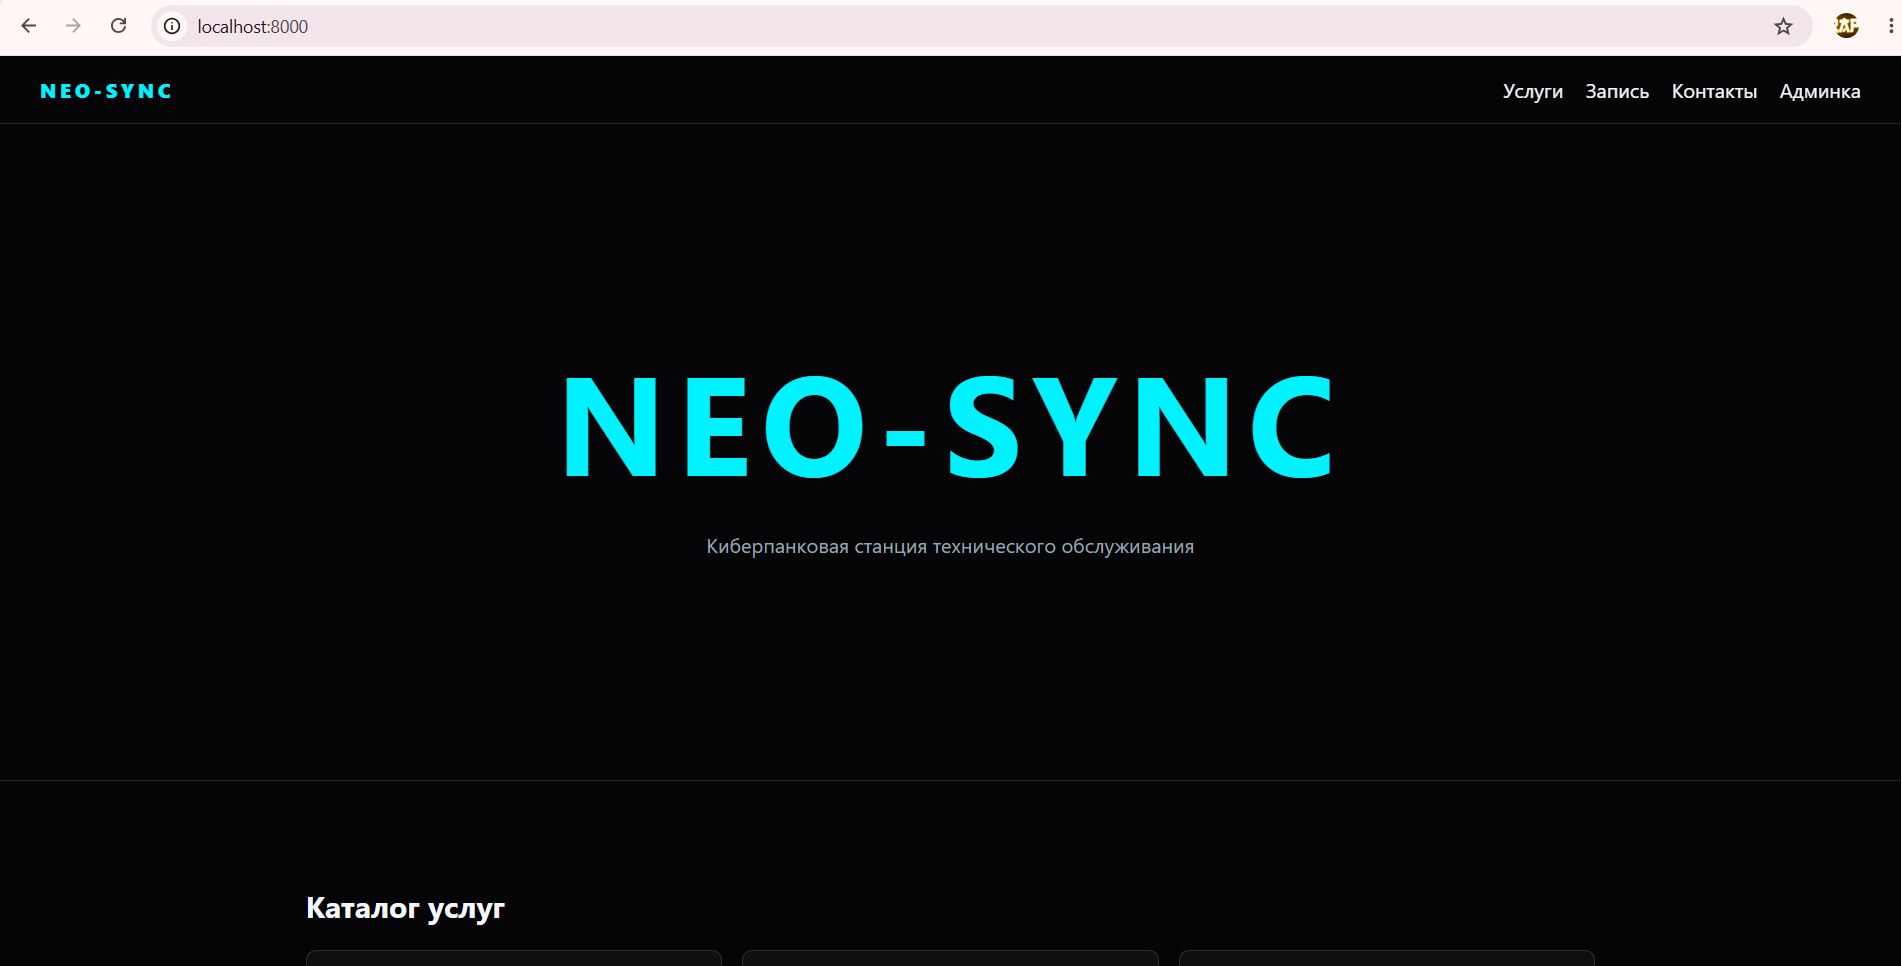 localhost:8000
NEO-SYNC
Услуги Запись Контакты Админка
NEO-SYNC
Киберпанковая станция технического обслуживания
Каталог услуг